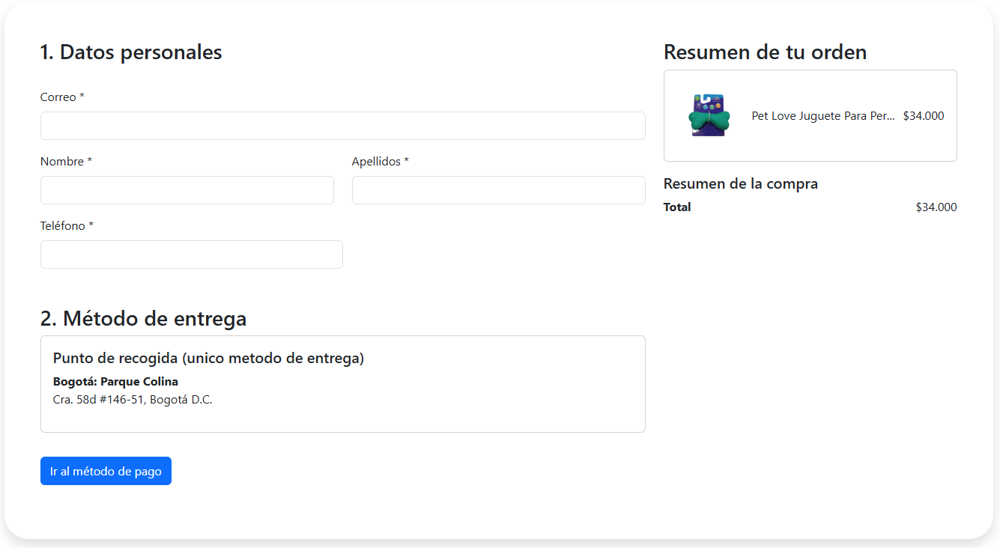 1. Datos personales
Correo *
Nombre *
Apellidos *
Teléfono *
2. Método de entrega
Punto de recogida (unico metodo de entrega)
Bogotá: Parque Colina
Cra. 58d #146-51, Bogotá D.C.
Ir al método de pago
Resumen de tu orden
Pet Love Juguete Para Per... $34.000
Resumen de la compra
Total $34.000